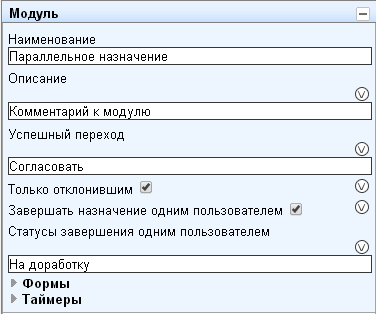 Модуль
Наименование
Параллельное назначение
Описание
Комментарий к модулю
Успешный переход
Согласовать
Только отклонившим
Завершать назначение одним пользователем
Статусы завершения одним пользователем
На доработку
Формы
Таймеры